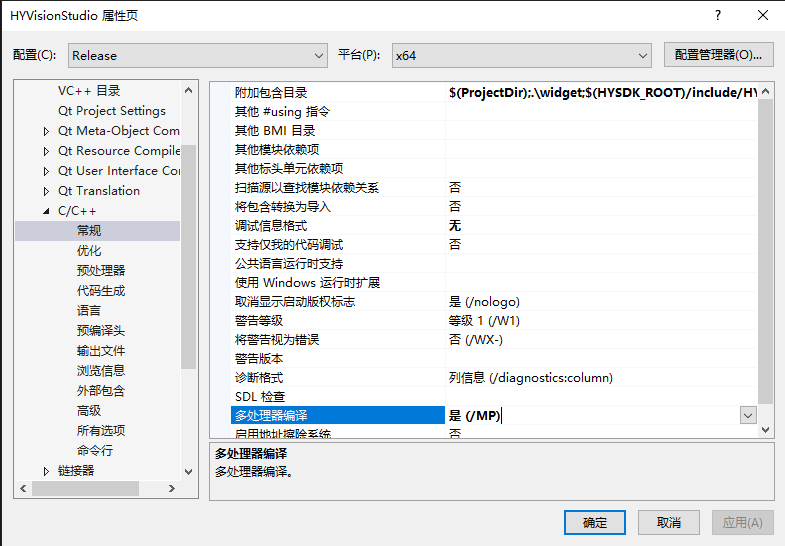 HYVisionStudio 属性页
配置(C): Release 平台(P): x64 配置管理器(O)...
VC++ 目录
Qt Project Settings
Qt Meta-Object Com
Qt Resource Compile
Qt User Interface Co
Qt Translation
C/C++
常规
优化
预处理器
代码生成
语言
预编译头
输出文件
浏览信息
外部包含
高级
所有选项
命令行
链接器
附加包含目录 $(ProjectDir);.\widget;$(HYSDK_ROOT)/include/HY
其他 #using 指令
其他 BMI 目录
其他模块依赖项
其他标头单元依赖项
扫描源以查找模块依赖关系 否
将包含转换为导入 否
调试信息格式 无
支持仅我的代码调试 否
公共语言运行时支持
使用 Windows 运行时扩展
取消显示启动版权标志 是 (/nologo)
警告等级 等级 1 (/W1)
将警告视为错误 否 (/WX-)
警告版本
诊断格式 列信息 (/diagnostics:column)
SDL 检查
多处理器编译 是 (/MP)
启用地址擦除系统 否
多处理器编译
多处理器编译。
确定 取消 应用(A)